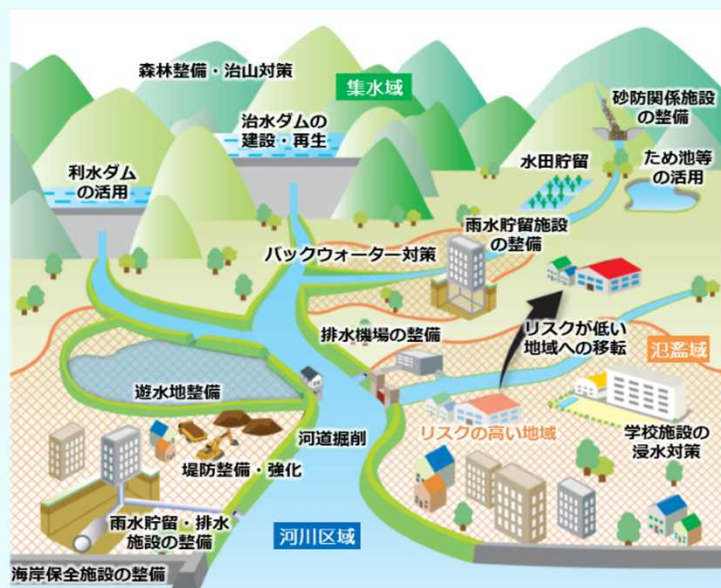 森林整備・治山対策
集水域
砂防関係施設
の整備
治水ダムの
建設・再生
水田貯留
ため池等
の活用
利水ダム
の活用
雨水貯留施設
の整備
バックウォーター対策
排水機場の整備
リスクが低い
地域への移転
氾濫域
遊水地整備
リスクの高い地域
学校施設の
浸水対策
河道掘削
堤防整備・強化
雨水貯留・排水
施設の整備
河川区域
海岸保全施設の整備